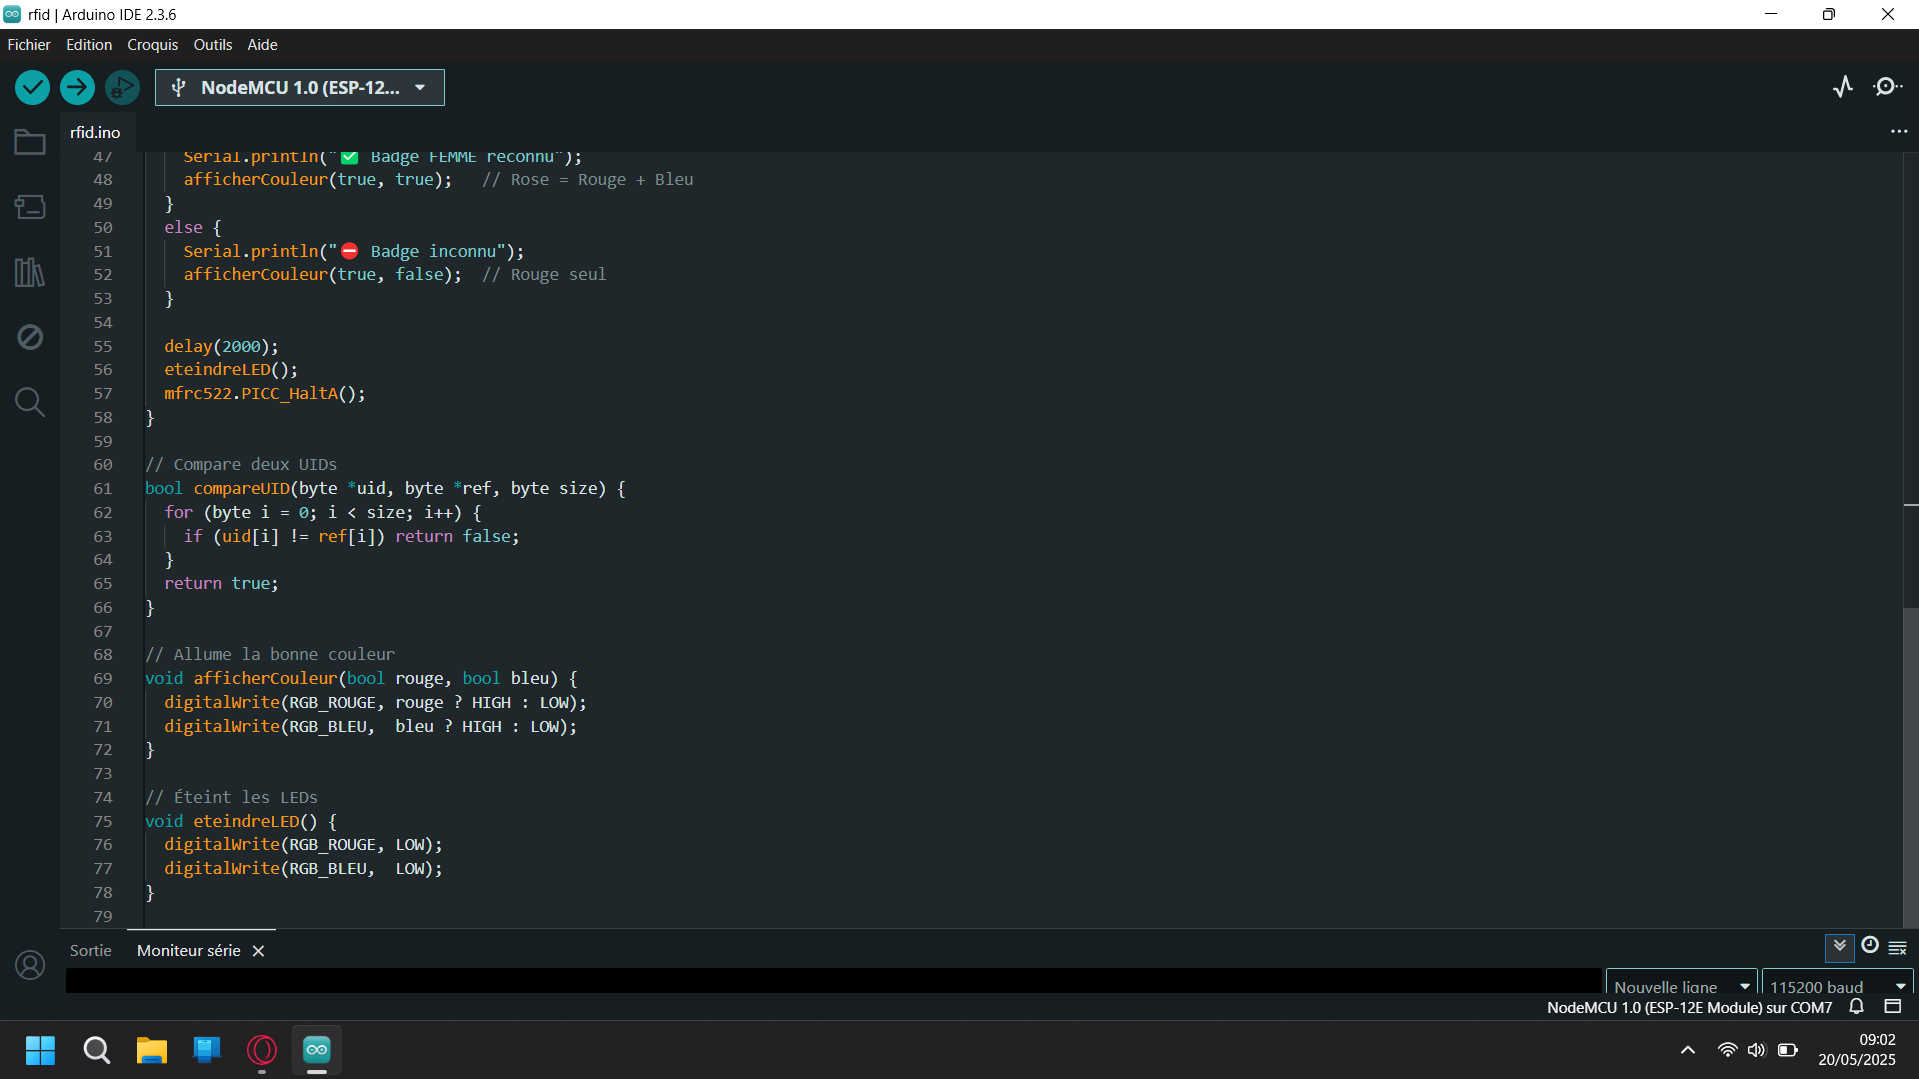 rfid | Arduino IDE 2.3.6
Fichier Edition Croquis Outils Aide
NodeMCU 1.0 (ESP-12...
rfid.ino
47 Serial.println("✅ Badge FEMME reconnu");
48 afficherCouleur(true, true); // Rose = Rouge + Bleu
49 }
50 else {
51 Serial.println("⛔ Badge inconnu");
52 afficherCouleur(true, false); // Rouge seul
53 }
54
55 delay(2000);
56 eteindreLED();
57 mfrc522.PICC_HaltA();
58 }
59
60 // Compare deux UIDs
61 bool compareUID(byte *uid, byte *ref, byte size) {
62 for (byte i = 0; i < size; i++) {
63 if (uid[i] != ref[i]) return false;
64 }
65 return true;
66 }
67
68 // Allume la bonne couleur
69 void afficherCouleur(bool rouge, bool bleu) {
70 digitalWrite(RGB_ROUGE, rouge ? HIGH : LOW);
71 digitalWrite(RGB_BLEU, bleu ? HIGH : LOW);
72 }
73
74 // Éteint les LEDs
75 void eteindreLED() {
76 digitalWrite(RGB_ROUGE, LOW);
77 digitalWrite(RGB_BLEU, LOW);
78 }
79
Sortie Moniteur série
Nouvelle ligne 115200 baud
NodeMCU 1.0 (ESP-12E Module) sur COM7
09:02
20/05/2025